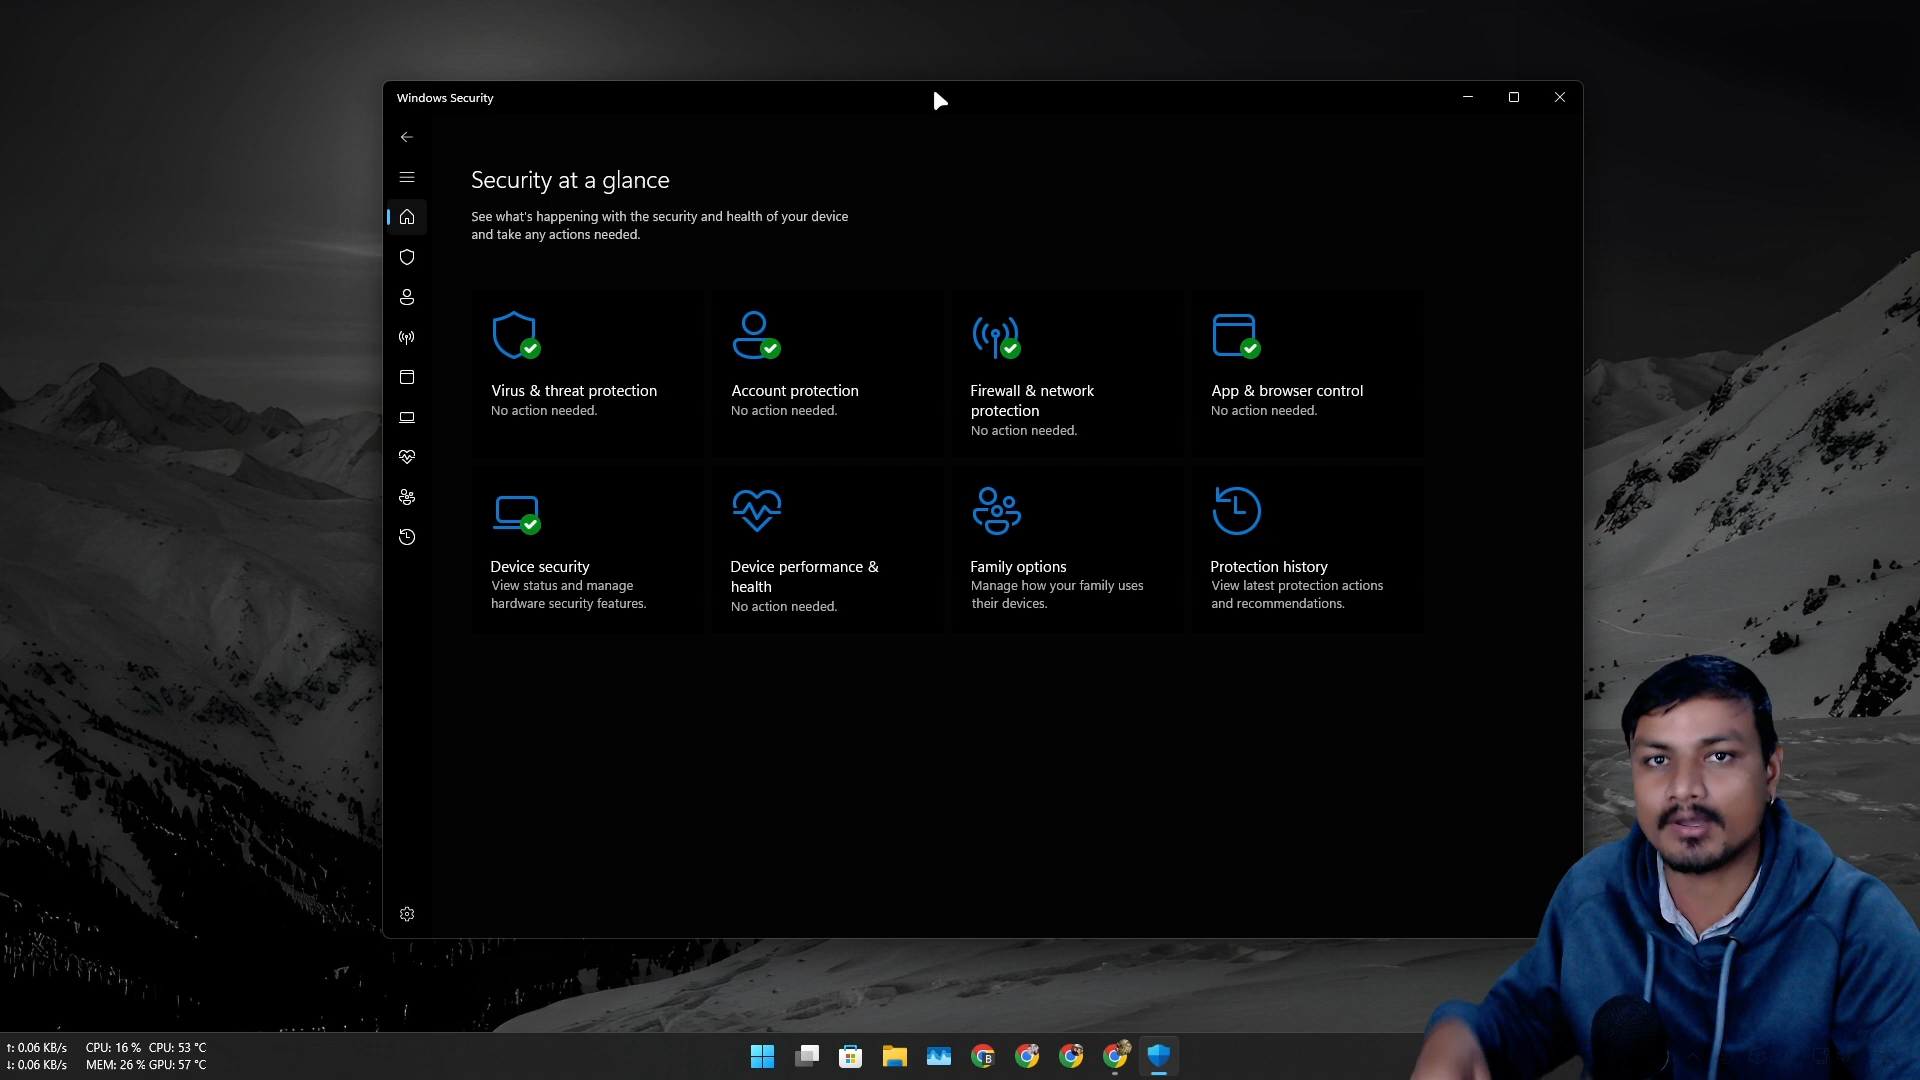 Windows Security
Security at a glance
See what's happening with the security and health of your device
and take any actions needed.
Virus & threat protection
No action needed.
Account protection
No action needed.
Firewall & network
protection
No action needed.
App & browser control
No action needed.
Device security
View status and manage
hardware security features.
Device performance &
health
No action needed.
Family options
Manage how your family uses
their devices.
Protection history
View latest protection actions
and recommendations.
↑: 0.06 KB/s CPU: 16 % CPU: 53 °C
↓: 0.06 KB/s MEM: 26 % GPU: 57 °C
B